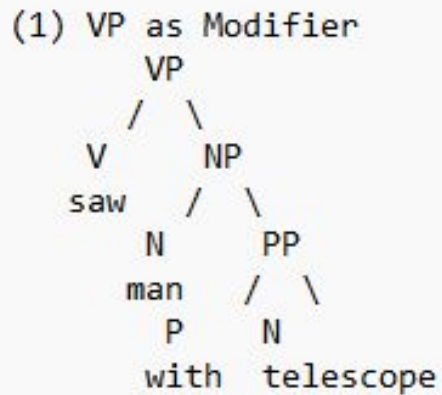 (1) VP as Modifier
VP
/ \
V NP
saw / \
N PP
man / \
P N
with telescope